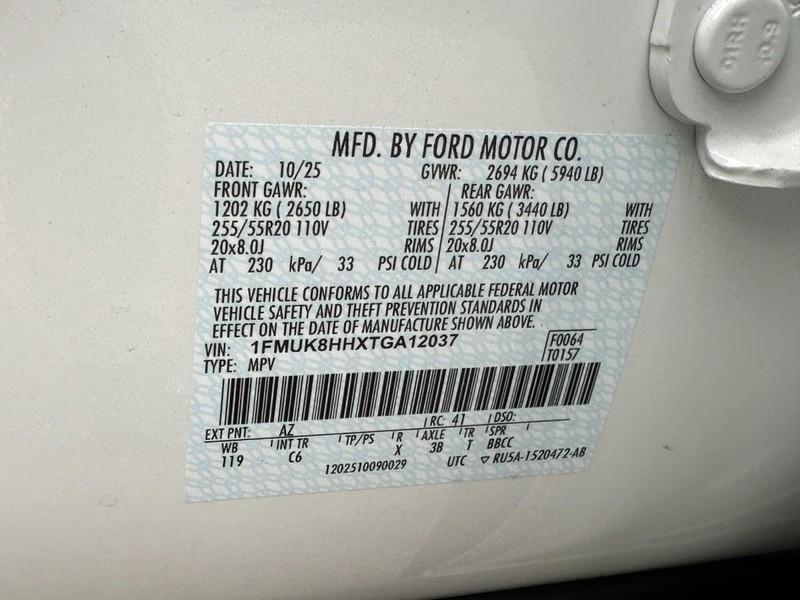 MFD. BY FORD MOTOR CO.
DATE: 10/25 GVWR: 2694 KG ( 5940 LB)
FRONT GAWR: REAR GAWR:
1202 KG ( 2650 LB) WITH 1560 KG ( 3440 LB) WITH
255/55R20 110V TIRES 255/55R20 110V TIRES
20x8.0J RIMS 20x8.0J RIMS
AT 230 kPa/ 33 PSI COLD AT 230 kPa/ 33 PSI COLD
THIS VEHICLE CONFORMS TO ALL APPLICABLE FEDERAL MOTOR
VEHICLE SAFETY AND THEFT PREVENTION STANDARDS IN
EFFECT ON THE DATE OF MANUFACTURE SHOWN ABOVE.
VIN: 1FMUK8HHXTGA12037 F0064
TYPE: MPV T0157
EXT PNT: AZ RC: 41 DSO:
WB INT TR TP/PS R AXLE TR SPR
119 C6 X 3B T BBCC
1202510090029 UTC ▽ RU5A-1520472-AB